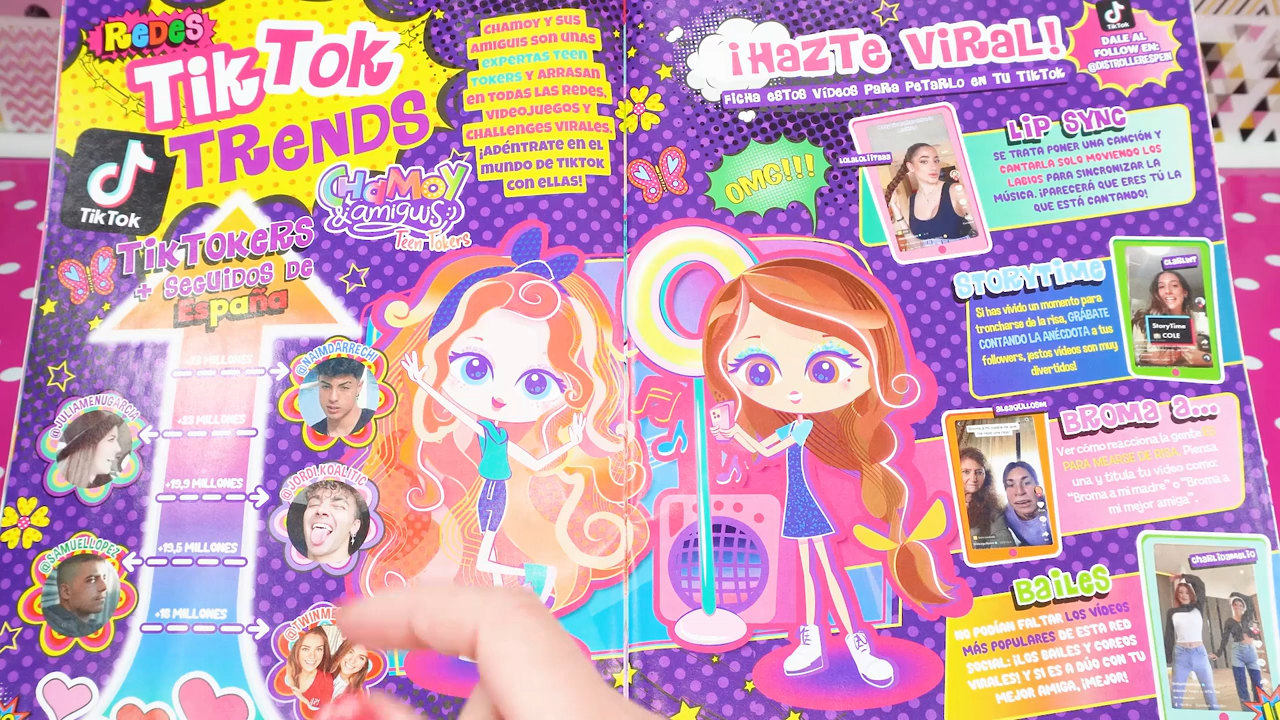 REDES
TikTok
TRENDS
TikTok
CHAMOY Y SUS
AMIGUIS SON UNAS
EXPERTAS TEEN
TOKERS Y ARRASAN
EN TODAS LAS REDES,
VIDEOJUEGOS Y
CHALLENGES VIRALES.
¡ADÉNTRATE EN EL
MUNDO DE TIKTOK
CON ELLAS!
CHAMOY
& amiguis
Teen Tokers
TIKTOKERS
+ SEGUIDOS DE
España
@NAIMDARRECHI
@JULIAMENUGARCIA
+23 MILLONES
@JORDI.KOALITIC
+19,9 MILLONES
@SAMUELLOPEZ
+19,5 MILLONES
+18 MILLONES
¡HAZTE VIRAL!
FICHA ESTOS VÍDEOS PARA PETARLO EN TU TIKTOK
TikTok
DALE AL
FOLLOW EN:
@DISTROLLERESPEIN
OMG!!!
LOLALOLIITAAA
LIP SYNC
SE TRATA PONER UNA CANCIÓN Y
CANTARLA SOLO MOVIENDO LOS
LABIOS PARA SINCRONIZAR LA
MÚSICA. ¡PARECERÁ QUE ERES TÚ LA
QUE ESTÁ CANTANDO!
STORYTIME
Si has vivido un momento para
troncharse de la risa, GRÁBATE
CONTANDO LA ANÉCDOTA a tus
followers, ¡estos vídeos son muy
divertidos!
StoryTime
COLE
BROMA A...
Ver cómo reacciona la gente ES
PARA MEARSE DE RISA. Piensa
una y titula tu vídeo como:
"Broma a mi madre" o "Broma a
mi mejor amiga".
BAILES
NO PODÍAN FALTAR LOS VÍDEOS
MÁS POPULARES DE ESTA RED
SOCIAL: ¡LOS BAILES Y COREOS
VIRALES! Y SI ES A DÚO CON TU
MEJOR AMIGA, ¡MEJOR!
CHARLIDAMELIO